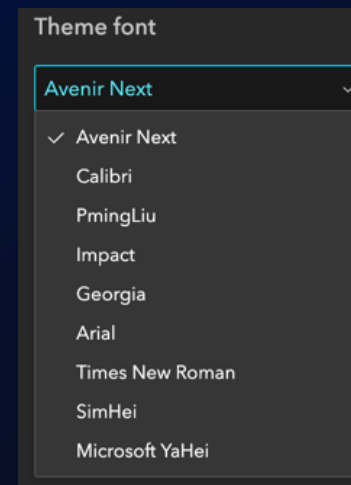 Theme font
Avenir Next
Avenir Next
Calibri
PmingLiu
Impact
Georgia
Arial
Times New Roman
SimHei
Microsoft YaHei